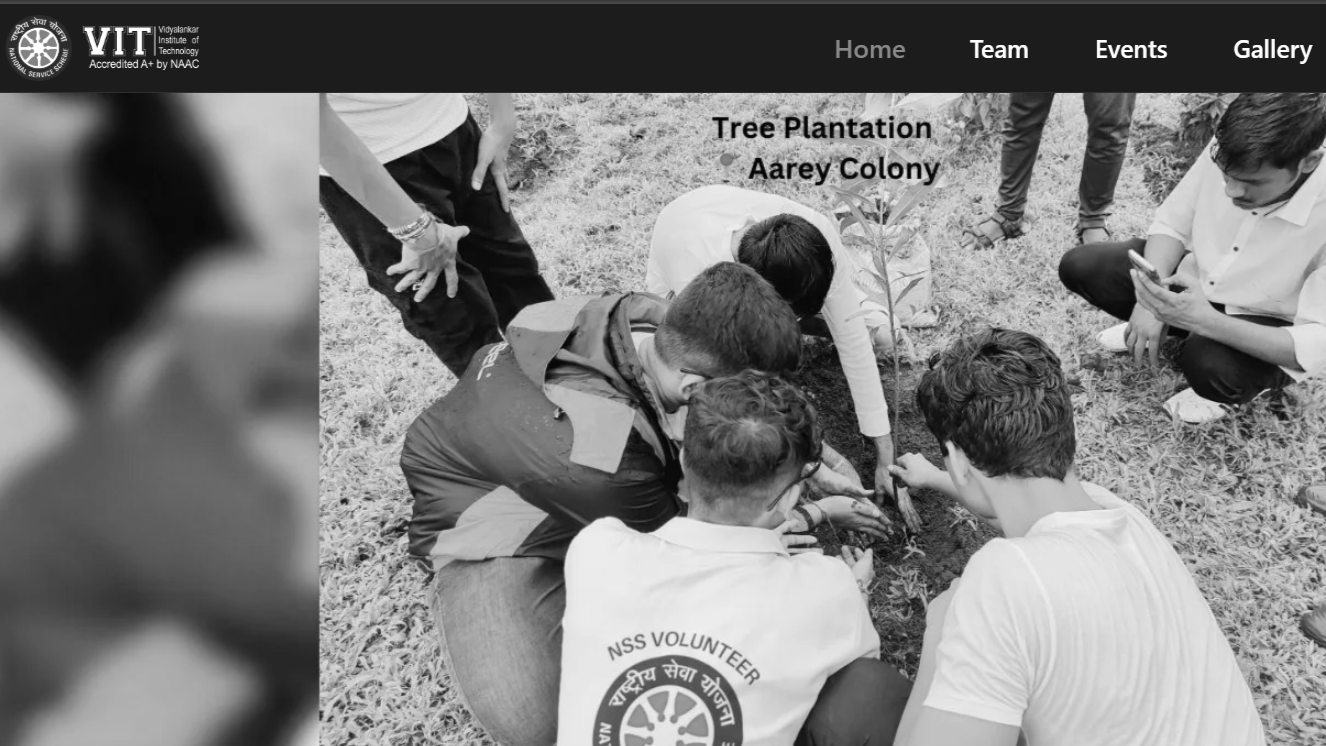 राष्ट्रीय सेवा योजना
NATIONAL SERVICE SCHEME
VIT
Vidyalankar
Institute of
Technology
Accredited A+ by NAAC
Home
Team
Events
Gallery
Tree Plantation
Aarey Colony
NSS VOLUNTEER
राष्ट्रीय सेवा योजना